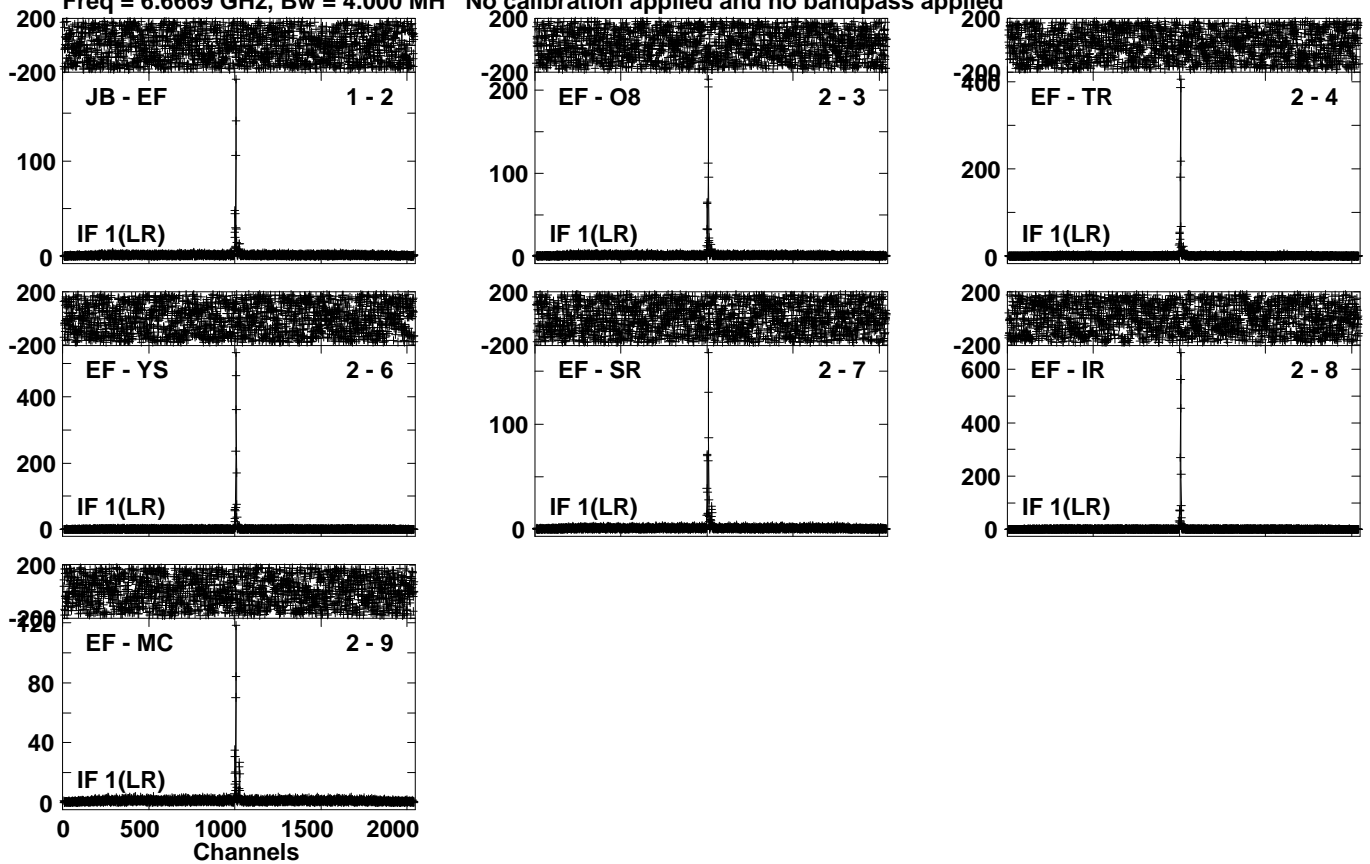 Freq = 6.6669 GHz, Bw = 4.000 MH No calibration applied and no bandpass applied
200 200 200
-200 -200 -200
JB - EF 1 - 2 200 EF - O8 2 - 3 400 EF - TR 2 - 4
100 100 200
IF 1(LR) IF 1(LR) IF 1(LR)
0 0 0
200 200 200
-200 -200 -200
EF - YS 2 - 6 EF - SR 2 - 7 600 EF - IR 2 - 8
400 100 400
200 200
IF 1(LR) IF 1(LR) IF 1(LR)
0 0 0
200
-200
120
EF - MC 2 - 9
80
40
IF 1(LR)
0
0 500 1000 1500 2000
Channels